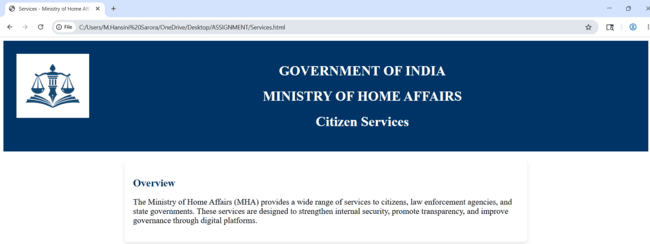 Services - Ministry of Home Aff
File
C:/Users/M.Hansini%20Sarora/OneDrive/Desktop/ASSIGNMENT/Services.html
GOVERNMENT OF INDIA
MINISTRY OF HOME AFFAIRS
Citizen Services
Overview
The Ministry of Home Affairs (MHA) provides a wide range of services to citizens, law enforcement agencies, and
state governments. These services are designed to strengthen internal security, promote transparency, and improve
governance through digital platforms.